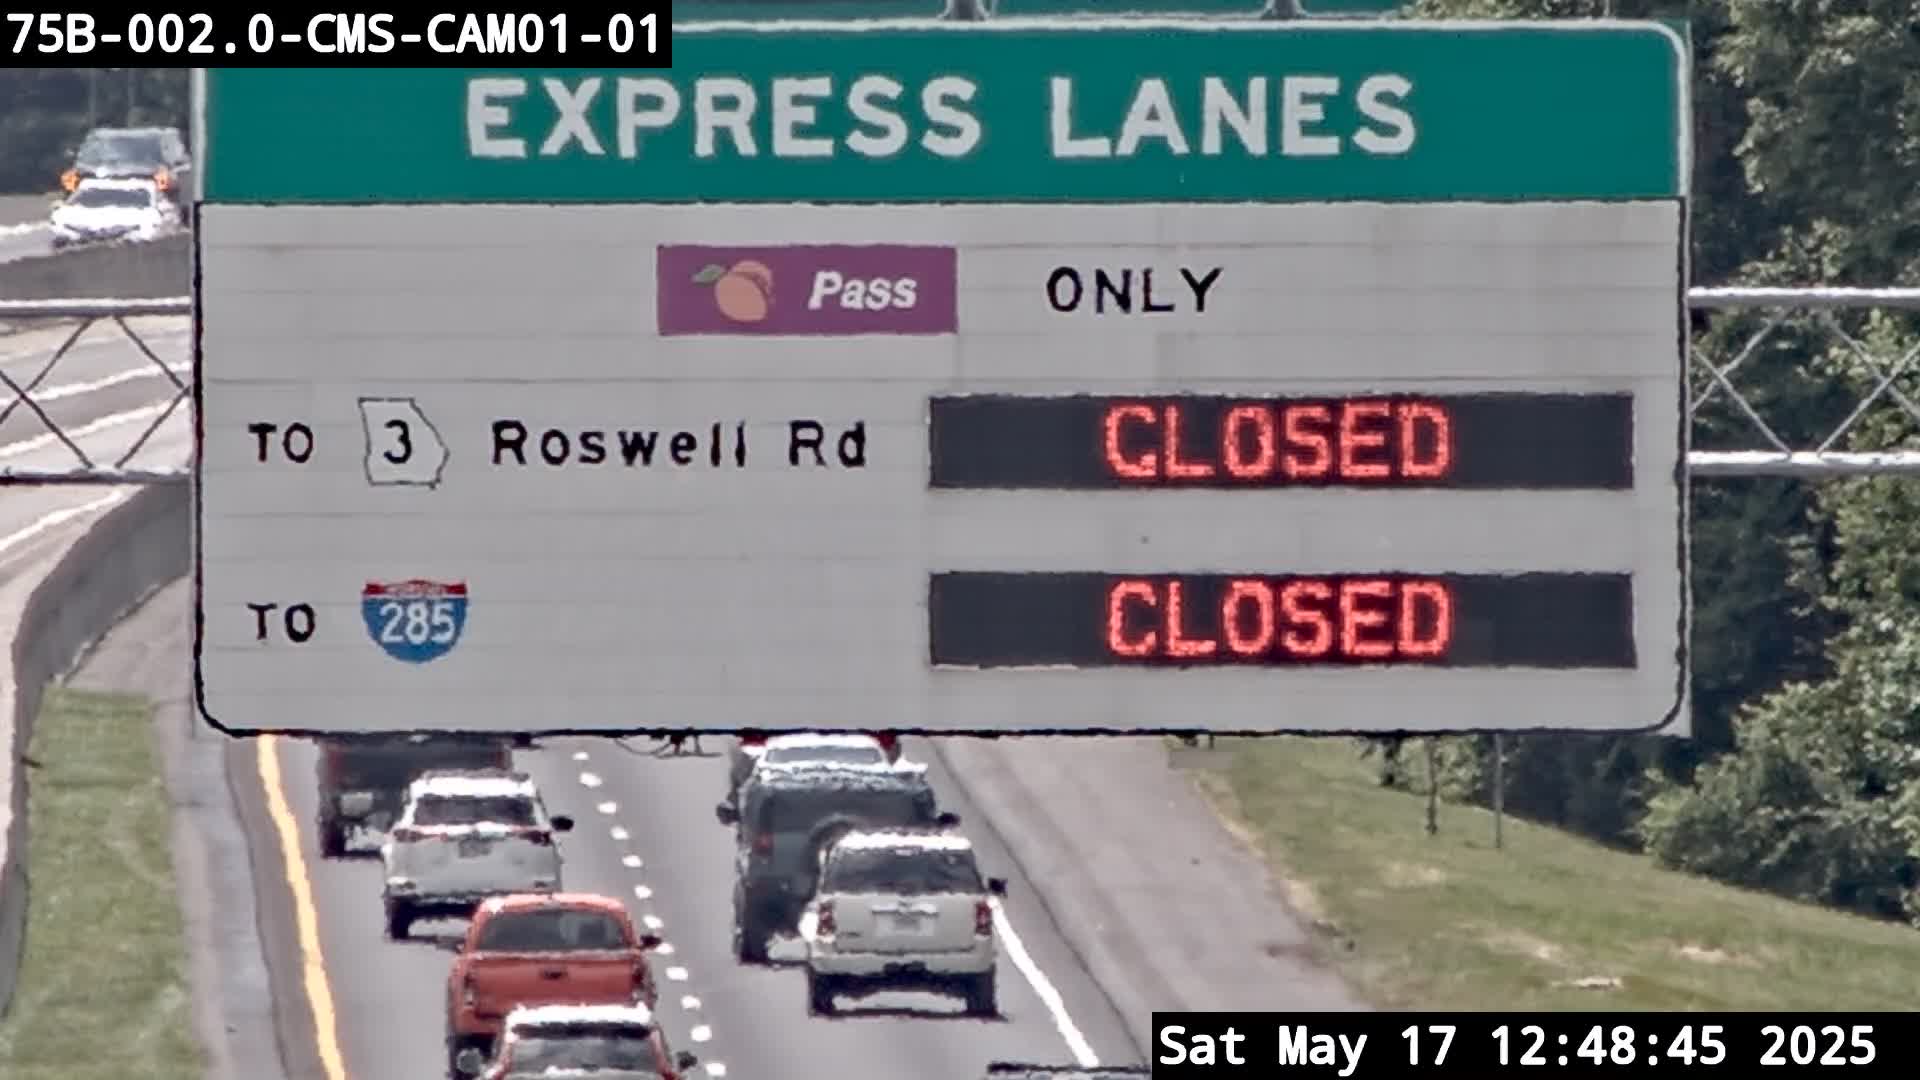 75B-002.0-CMS-CAM01-01
EXPRESS LANES
Pass ONLY
TO 3 Roswell Rd CLOSED
TO 285 CLOSED
Sat May 17 12:48:45 2025